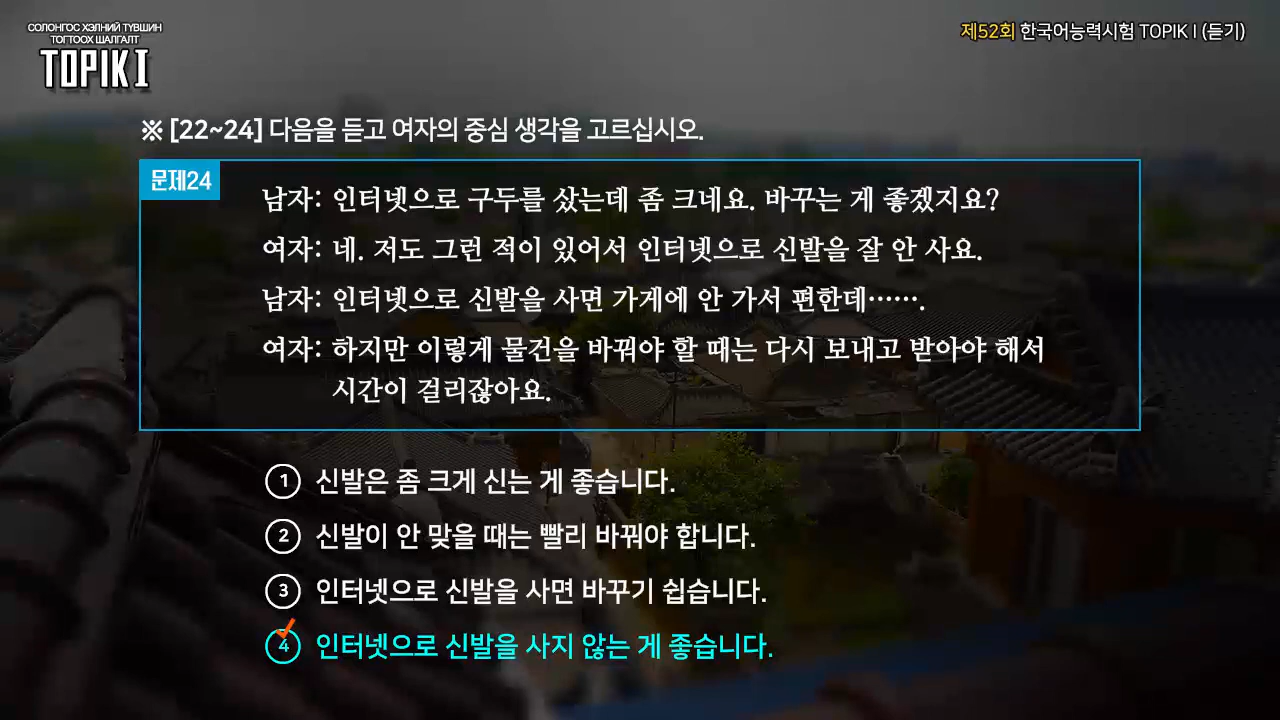 СОЛОНГОС ХЭЛНИЙ ТҮВШИН
ТОГТООХ ШАЛГАЛТ
TOPIK I
제52회 한국어능력시험 TOPIK I (듣기)
※ [22~24] 다음을 듣고 여자의 중심 생각을 고르십시오.
문제24
남자: 인터넷으로 구두를 샀는데 좀 크네요. 바꾸는 게 좋겠지요?
여자: 네. 저도 그런 적이 있어서 인터넷으로 신발을 잘 안 사요.
남자: 인터넷으로 신발을 사면 가게에 안 가서 편한데…….
여자: 하지만 이렇게 물건을 바꿔야 할 때는 다시 보내고 받아야 해서
시간이 걸리잖아요.
① 신발은 좀 크게 신는 게 좋습니다.
② 신발이 안 맞을 때는 빨리 바꿔야 합니다.
③ 인터넷으로 신발을 사면 바꾸기 쉽습니다.
④ 인터넷으로 신발을 사지 않는 게 좋습니다.